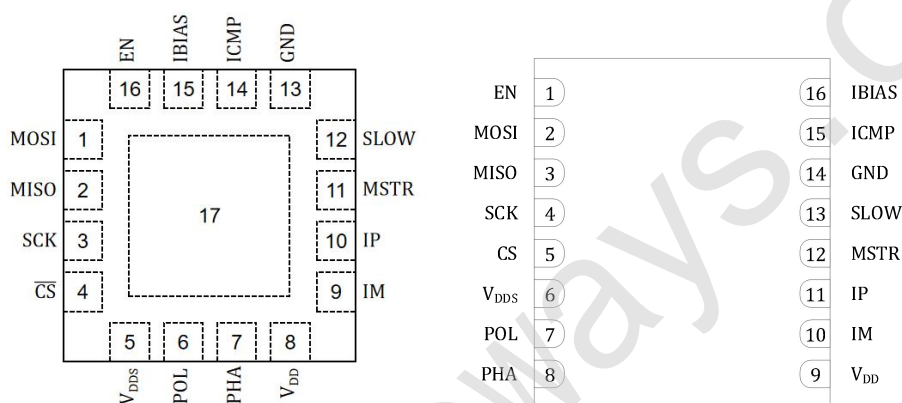 EN IBIAS ICMP GND
16 15 14 13
MOSI 1 12 SLOW
MISO 2 11 MSTR
SCK 3 10 IP
CS 4 9 IM
17
5 6 7 8
VDDS POL PHA VDD
EN 1 16 IBIAS
MOSI 2 15 ICMP
MISO 3 14 GND
SCK 4 13 SLOW
CS 5 12 MSTR
VDDS 6 11 IP
POL 7 10 IM
PHA 8 9 VDD